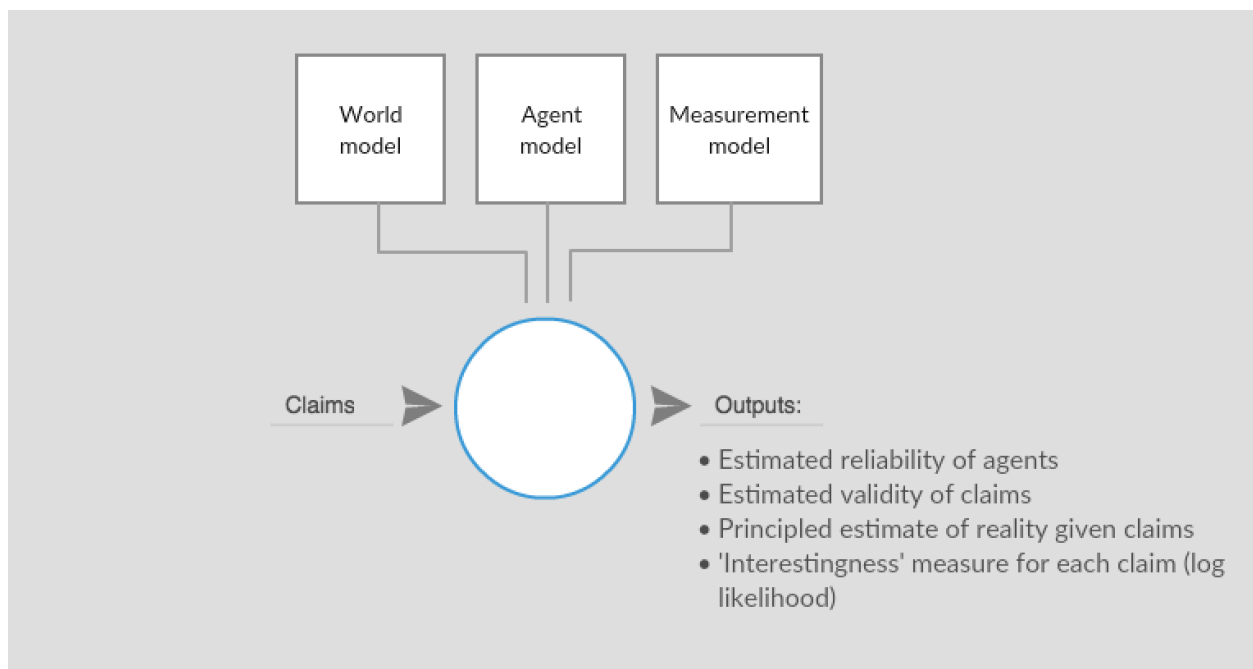 World
model
Agent
model
Measurement
model
Claims
Outputs:
• Estimated reliability of agents
• Estimated validity of claims
• Principled estimate of reality given claims
• 'Interestingness' measure for each claim (log
likelihood)